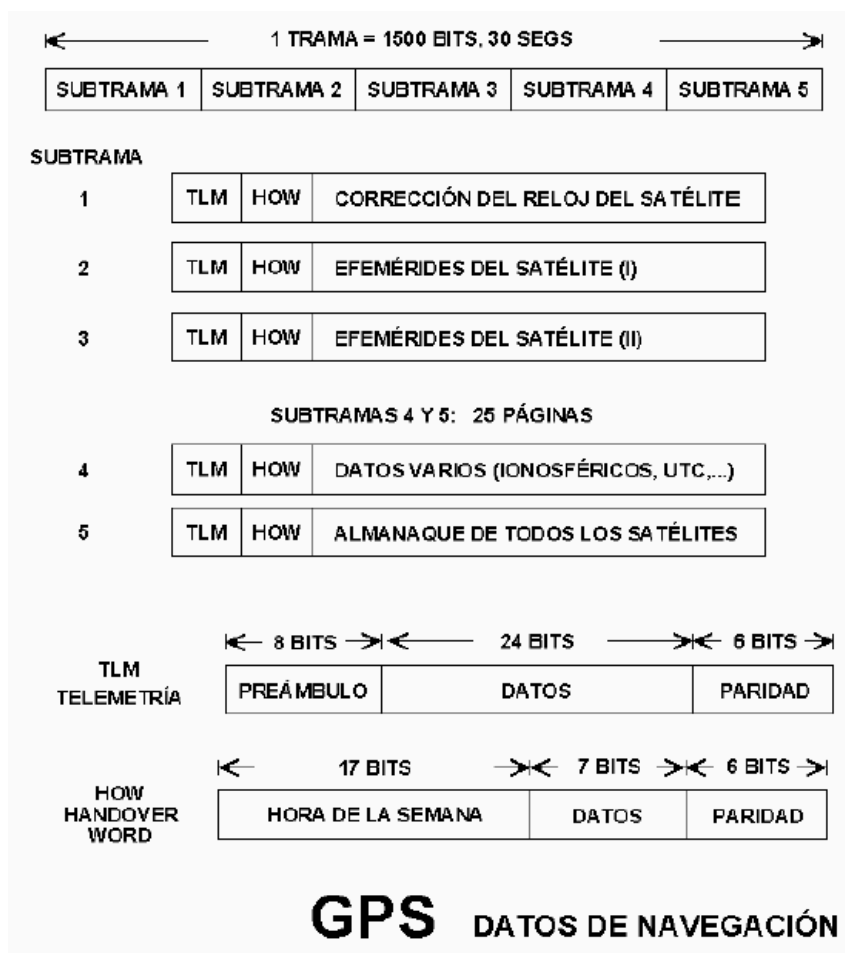 1 TRAMA = 1500 BITS, 30 SEGS
SUBTRAMA 1 SUBTRAMA 2 SUBTRAMA 3 SUBTRAMA 4 SUBTRAMA 5
SUBTRAMA
1 TLM HOW CORRECCIÓN DEL RELOJ DEL SATÉLITE
2 TLM HOW EFEMÉRIDES DEL SATÉLITE (I)
3 TLM HOW EFEMÉRIDES DEL SATÉLITE (II)
SUBTRAMAS 4 Y 5: 25 PÁGINAS
4 TLM HOW DATOS VARIOS (IONOSFÉRICOS, UTC,...)
5 TLM HOW ALMANAQUE DE TODOS LOS SATÉLITES
8 BITS 24 BITS 6 BITS
TLM
TELEMETRÍA
PREÁMBULO DATOS PARIDAD
17 BITS 7 BITS 6 BITS
HOW
HANDOVER
WORD
HORA DE LA SEMANA DATOS PARIDAD
GPS DATOS DE NAVEGACIÓN